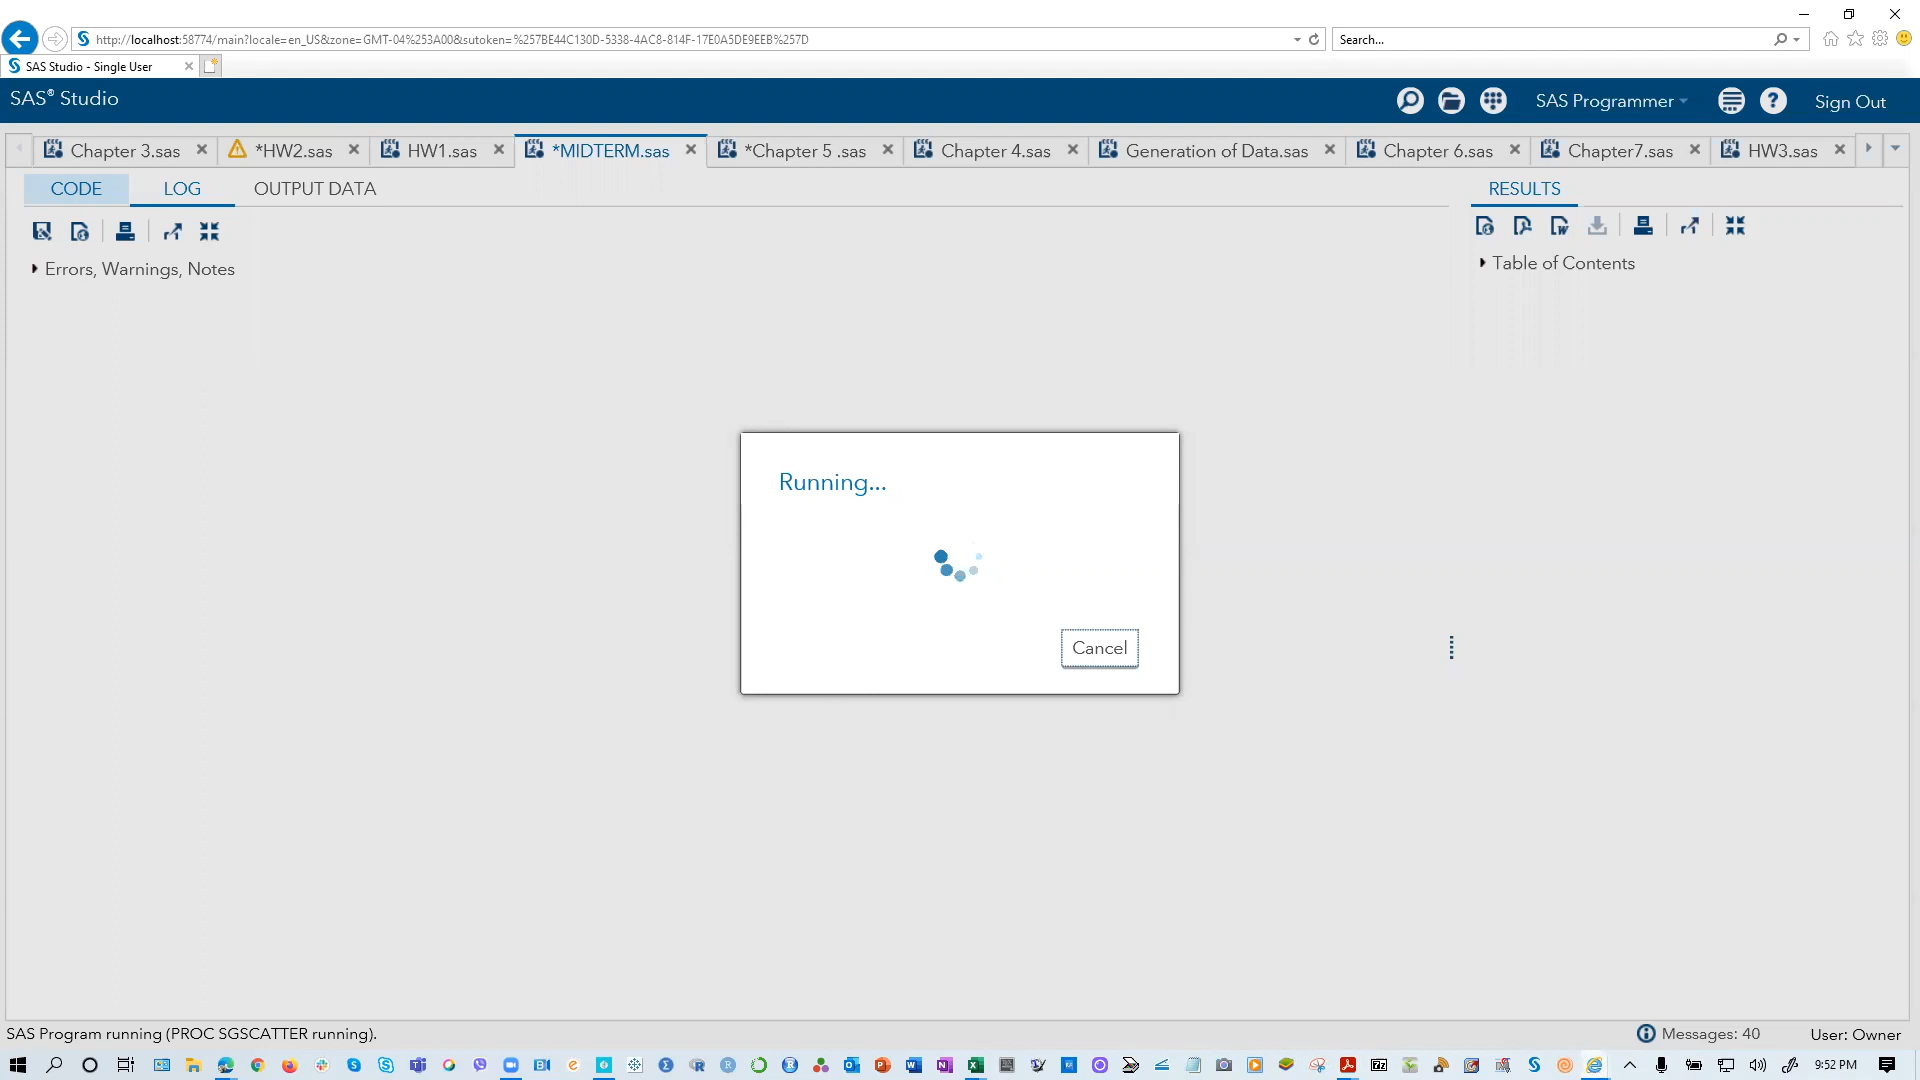 http://localhost:58774/main?locale=en_US&zone=GMT-04%253A00&sutoken=%257BE44C130D-5338-4AC8-814F-17E0A5DE9EEB%257D
Search...
SAS Studio - Single User
SAS® Studio
SAS Programmer
Sign Out
Chapter 3.sas
*HW2.sas
HW1.sas
*MIDTERM.sas
*Chapter 5 .sas
Chapter 4.sas
Generation of Data.sas
Chapter 6.sas
Chapter7.sas
HW3.sas
CODE
LOG
OUTPUT DATA
RESULTS
Errors, Warnings, Notes
Table of Contents
Running...
Cancel
SAS Program running (PROC SGSCATTER running).
Messages: 40
User: Owner
9:52 PM